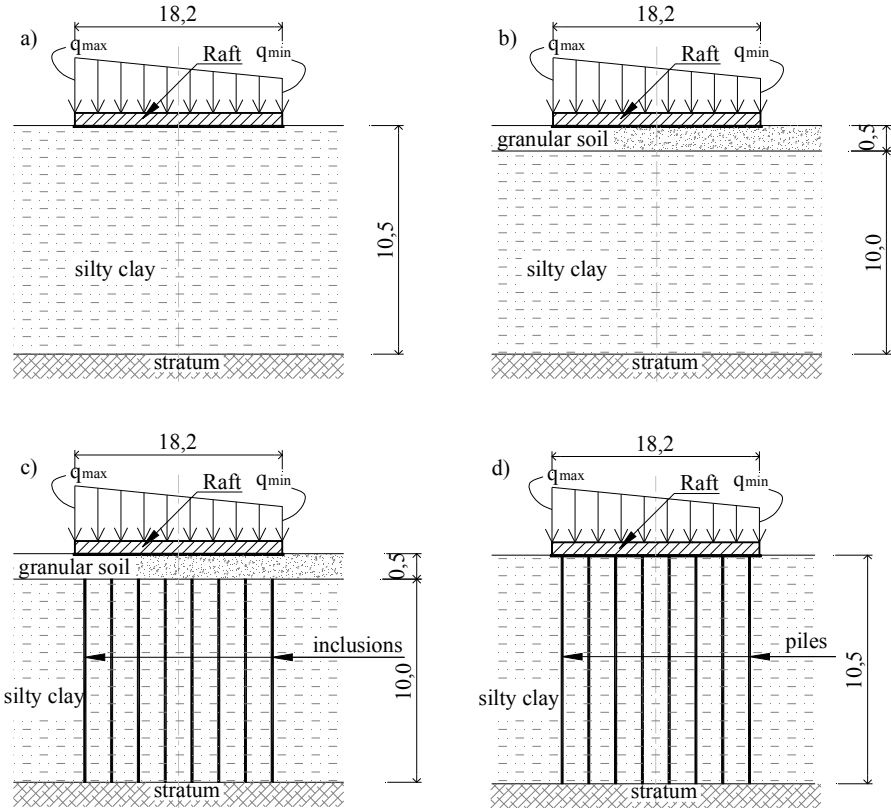 18,2
a)
qmax
qmin
Raft
10,5
silty clay
stratum
18,2
b)
qmax
qmin
Raft
granular soil
0,5
silty clay
10,0
stratum
18,2
c)
qmax
qmin
Raft
granular soil
0,5
inclusions
10,0
silty clay
stratum
18,2
d)
qmax
qmin
Raft
piles
10,5
silty clay
stratum